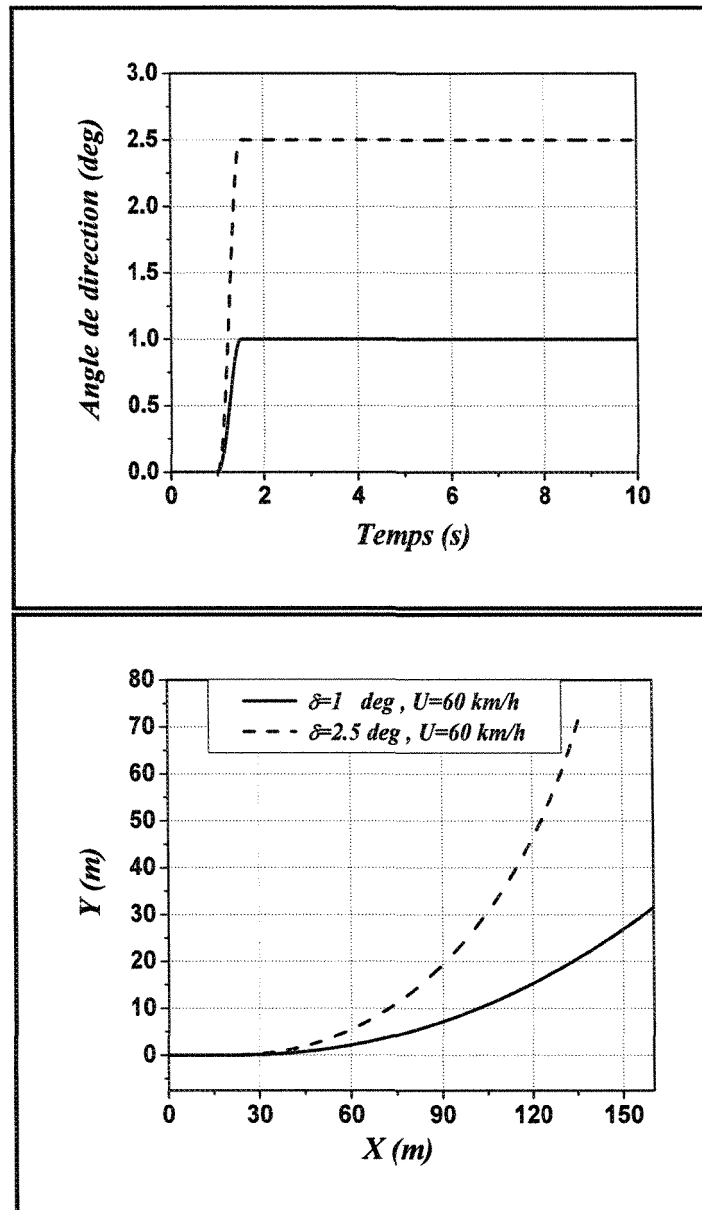 3.0
2.5
2.0
1.5
1.0
0.5
0.0
Angle de direction (deg)
0 2 4 6 8 10
Temps (s)
80
70
60
50
40
30
20
10
0
Y (m)
δ=1 deg , U=60 km/h
δ=2.5 deg , U=60 km/h
0 30 60 90 120 150
X (m)